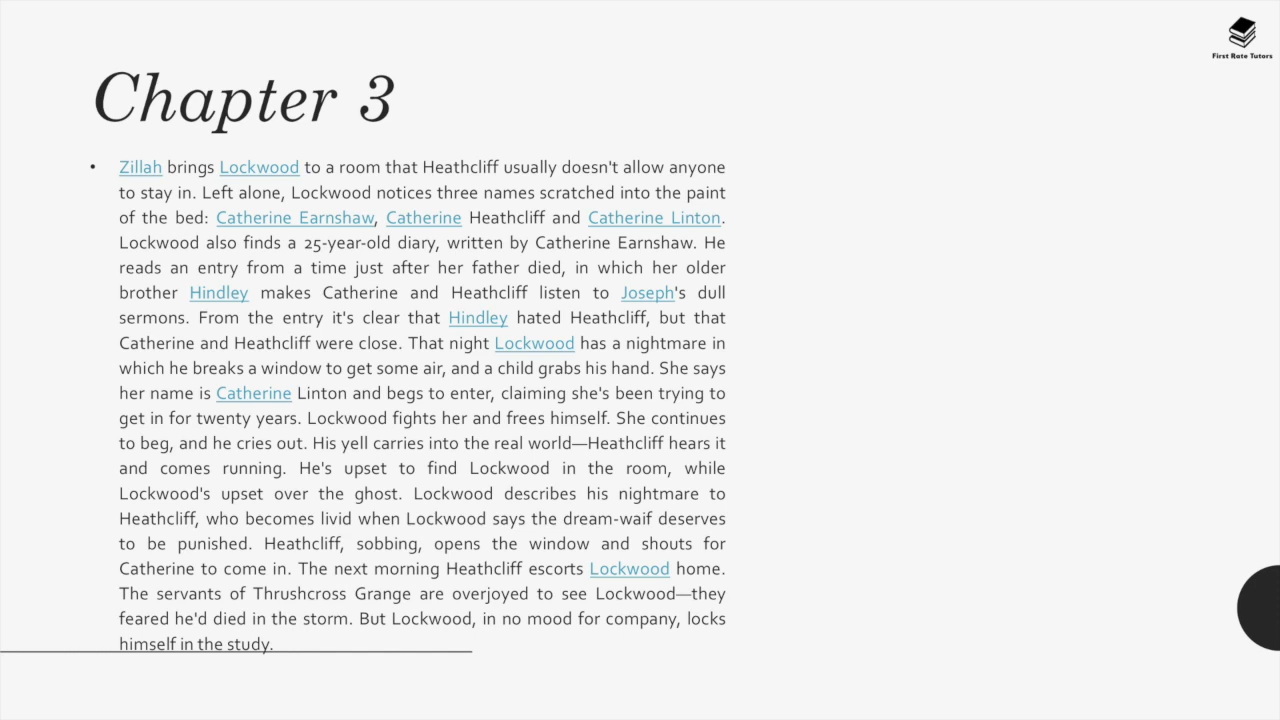 First Rate Tutors
Chapter 3
• Zillah brings Lockwood to a room that Heathcliff usually doesn't allow anyone
to stay in. Left alone, Lockwood notices three names scratched into the paint
of the bed: Catherine Earnshaw, Catherine Heathcliff and Catherine Linton.
Lockwood also finds a 25-year-old diary, written by Catherine Earnshaw. He
reads an entry from a time just after her father died, in which her older
brother Hindley makes Catherine and Heathcliff listen to Joseph's dull
sermons. From the entry it's clear that Hindley hated Heathcliff, but that
Catherine and Heathcliff were close. That night Lockwood has a nightmare in
which he breaks a window to get some air, and a child grabs his hand. She says
her name is Catherine Linton and begs to enter, claiming she's been trying to
get in for twenty years. Lockwood fights her and frees himself. She continues
to beg, and he cries out. His yell carries into the real world—Heathcliff hears it
and comes running. He's upset to find Lockwood in the room, while
Lockwood's upset over the ghost. Lockwood describes his nightmare to
Heathcliff, who becomes livid when Lockwood says the dream-waif deserves
to be punished. Heathcliff, sobbing, opens the window and shouts for
Catherine to come in. The next morning Heathcliff escorts Lockwood home.
The servants of Thrushcross Grange are overjoyed to see Lockwood—they
feared he'd died in the storm. But Lockwood, in no mood for company, locks
himself in the study.